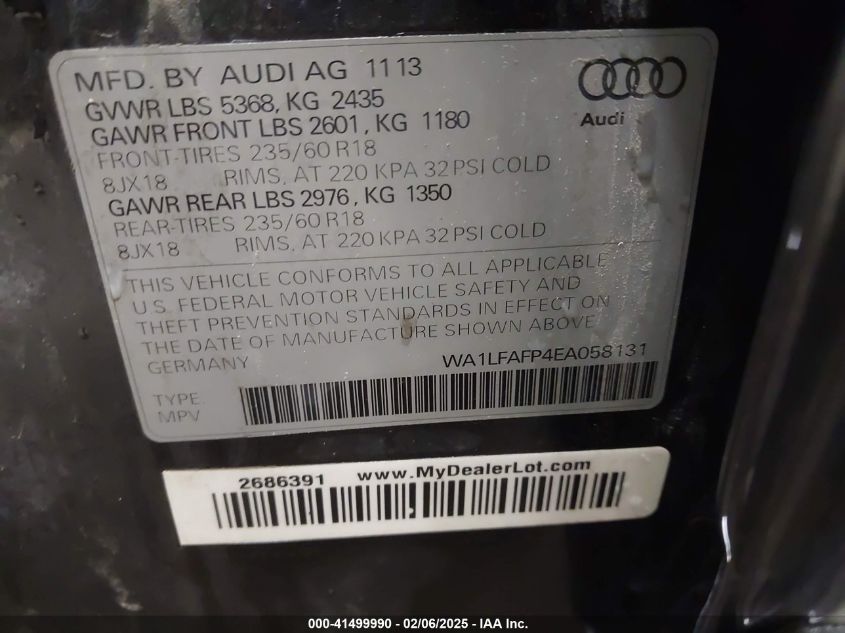 MFD. BY AUDI AG 11 13
GVWR LBS 5368, KG 2435
GAWR FRONT LBS 2601, KG 1180
FRONT-TIRES 235/60 R18
8JX18 RIMS, AT 220 KPA 32 PSI COLD
GAWR REAR LBS 2976, KG 1350
REAR-TIRES 235/60 R18
8JX18 RIMS, AT 220 KPA 32 PSI COLD
Audi
THIS VEHICLE CONFORMS TO ALL APPLICABLE
U.S. FEDERAL MOTOR VEHICLE SAFETY AND
THEFT PREVENTION STANDARDS IN EFFECT ON
THE DATE OF MANUFACTURE SHOWN ABOVE
GERMANY WA1LFAFP4EA058131
TYPE:
MPV
2686391 www.MyDealerLot.com
000-41499990 - 02/06/2025 - IAA Inc.